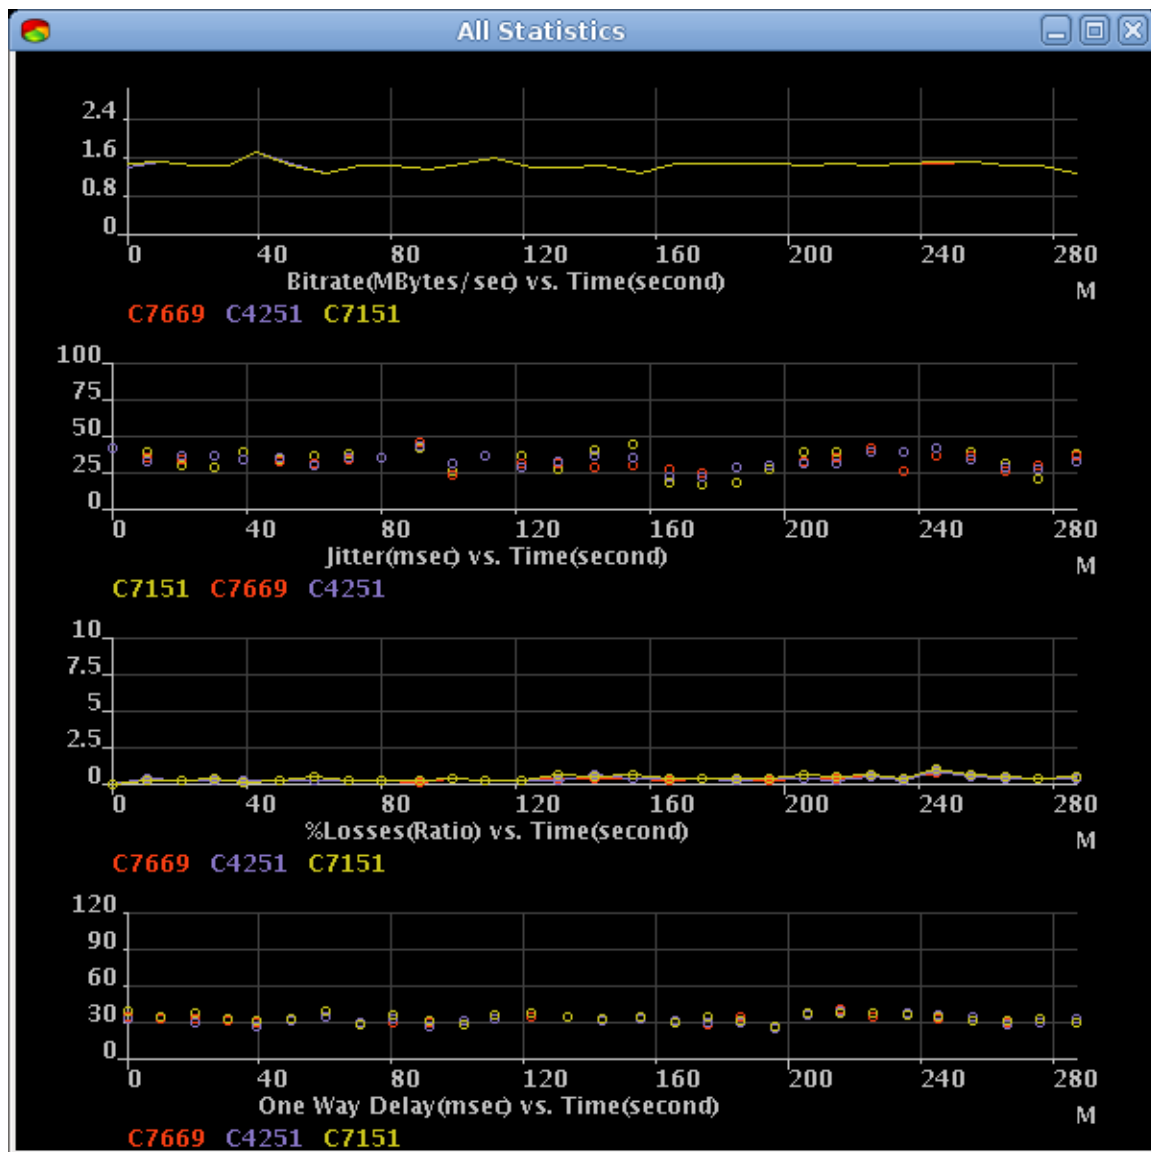 All Statistics
2.4
1.6
0.8
0
0 40 80 120 160 200 240 280
Bitrate(MBytes/sec) vs. Time(second)
M
C7669 C4251 C7151
100
75
50
25
0
0 40 80 120 160 200 240 280
Jitter(msec) vs. Time(second)
M
C7151 C7669 C4251
10
7.5
5
2.5
0
0 40 80 120 160 200 240 280
%Losses(Ratio) vs. Time(second)
M
C7669 C4251 C7151
120
90
60
30
0
0 40 80 120 160 200 240 280
One Way Delay(msec) vs. Time(second)
M
C7669 C4251 C7151